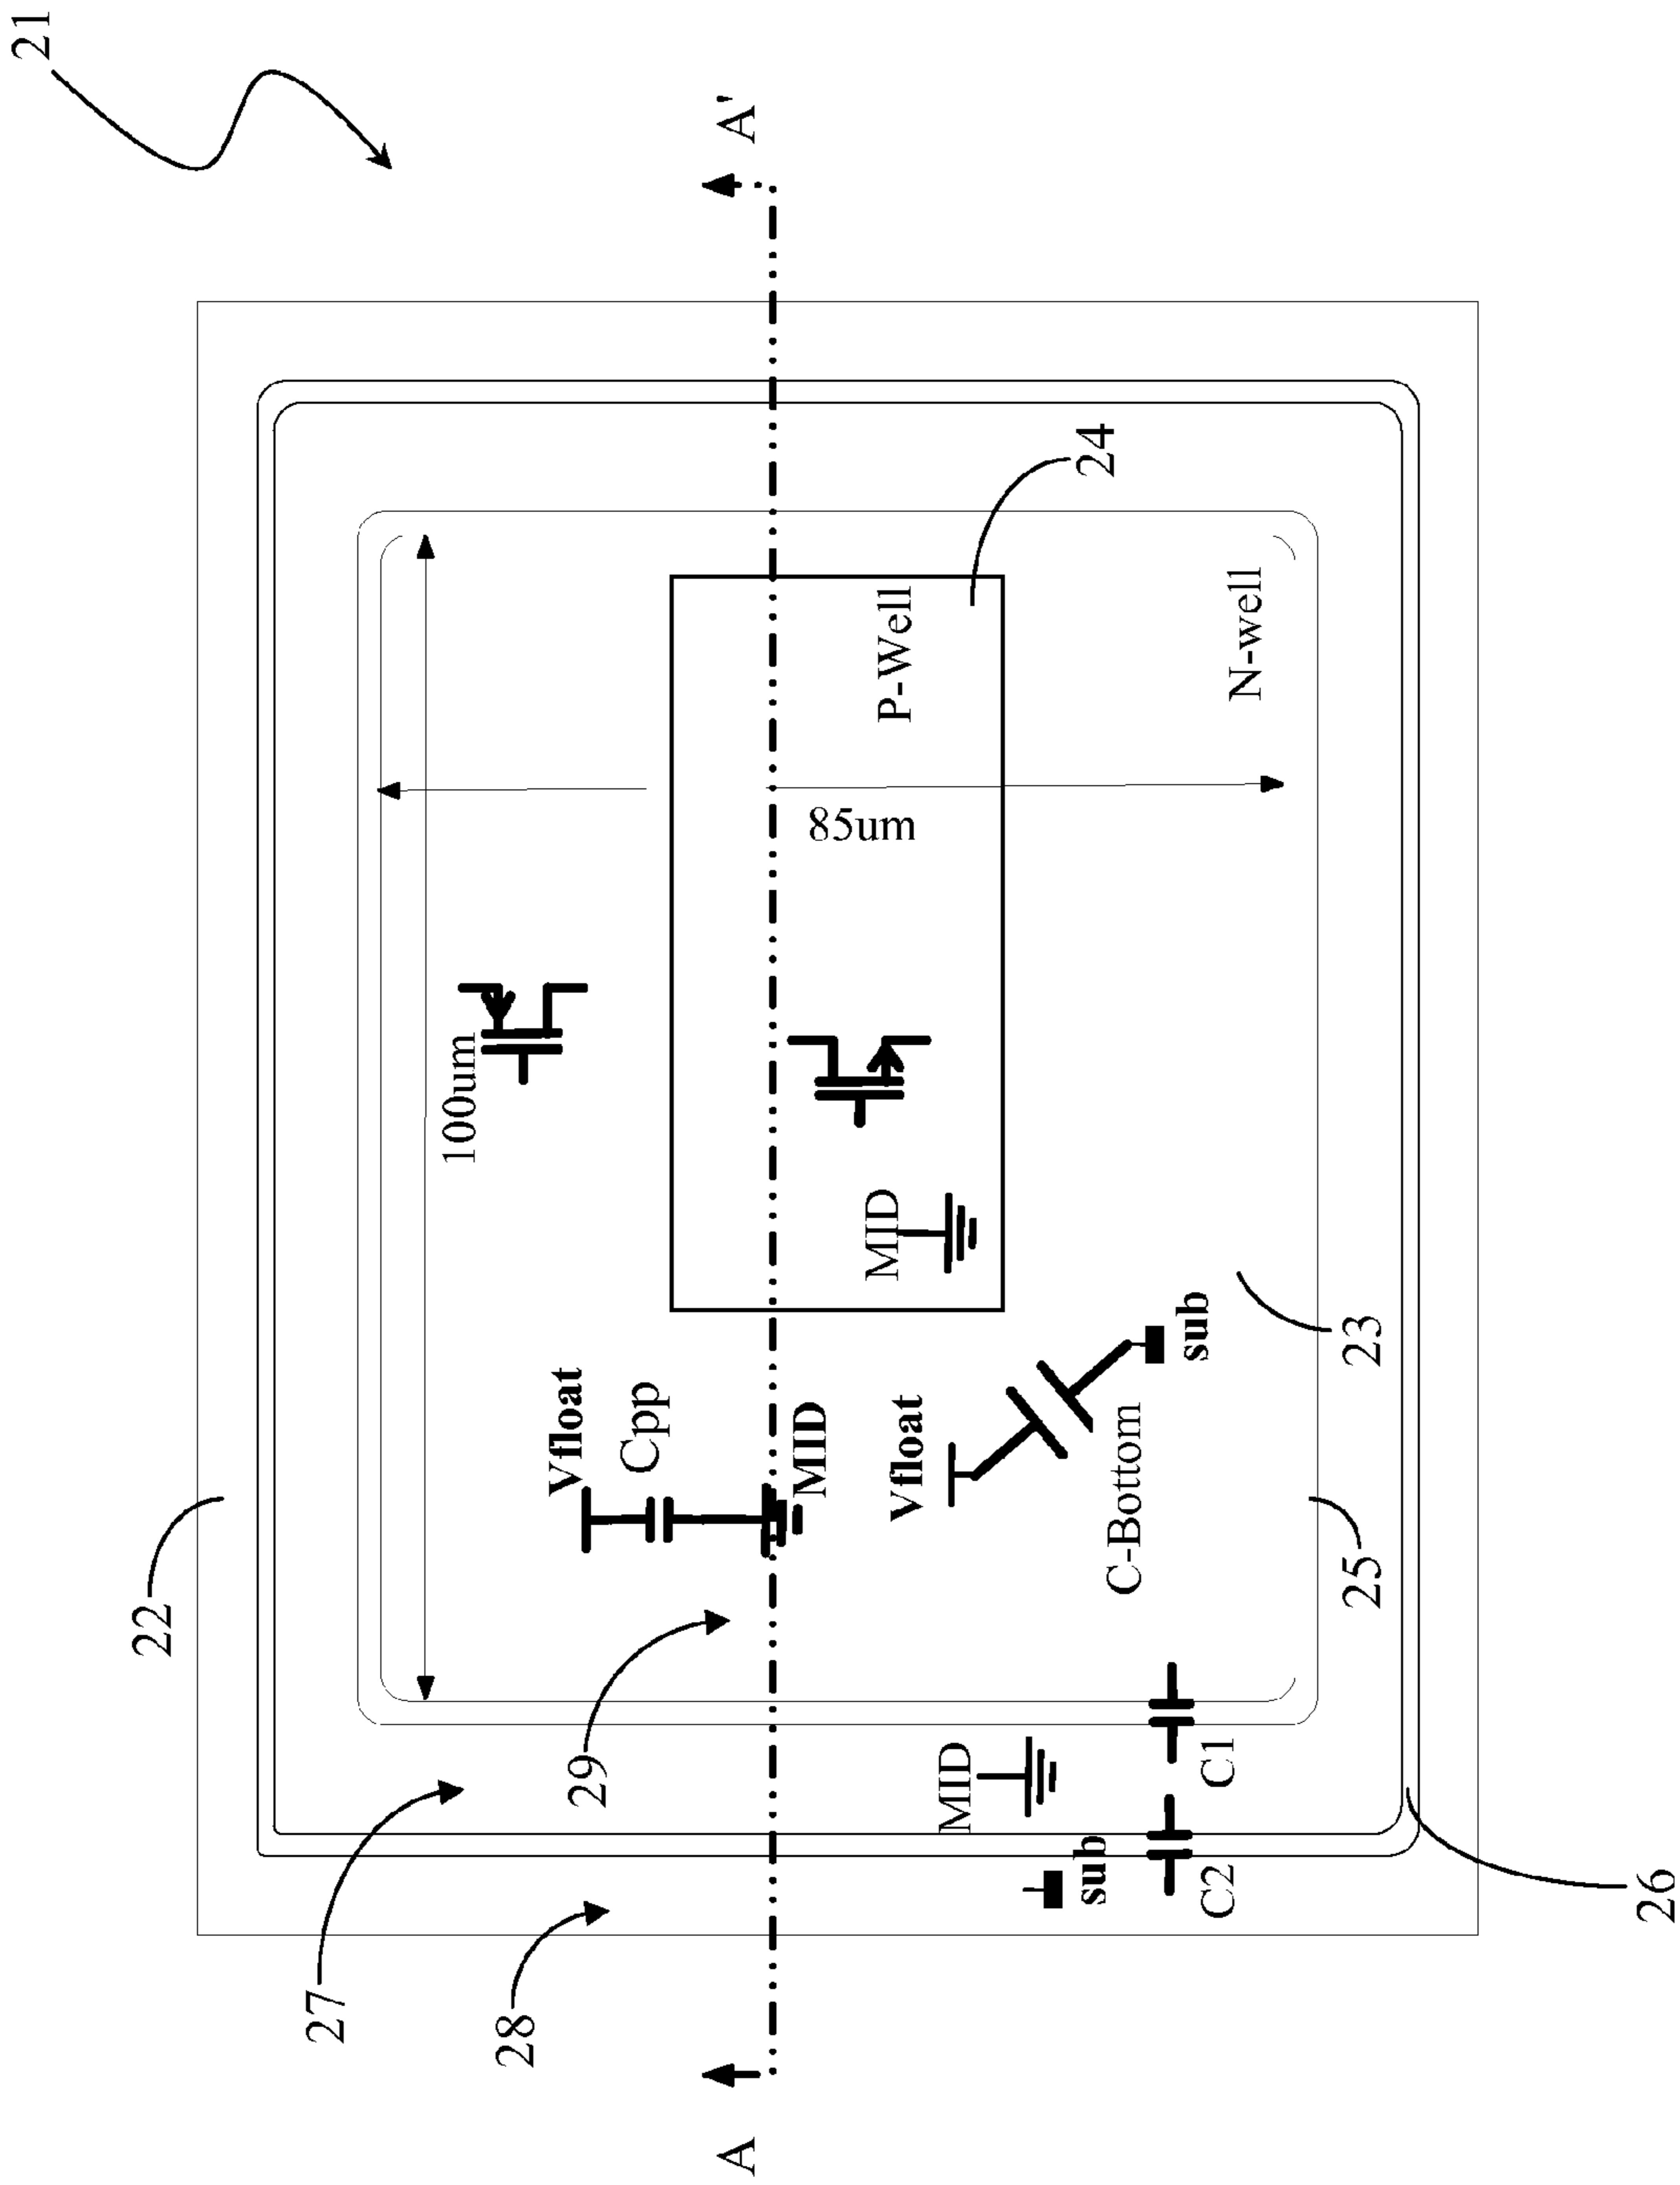 21
A'
A
22
24
P-Well
N-well
85um
100um
MID
Vfloat
Cpp
MID
Vfloat
C-Bottom
sub
23
25
29
27
28
MID
C1
sub
C2
26